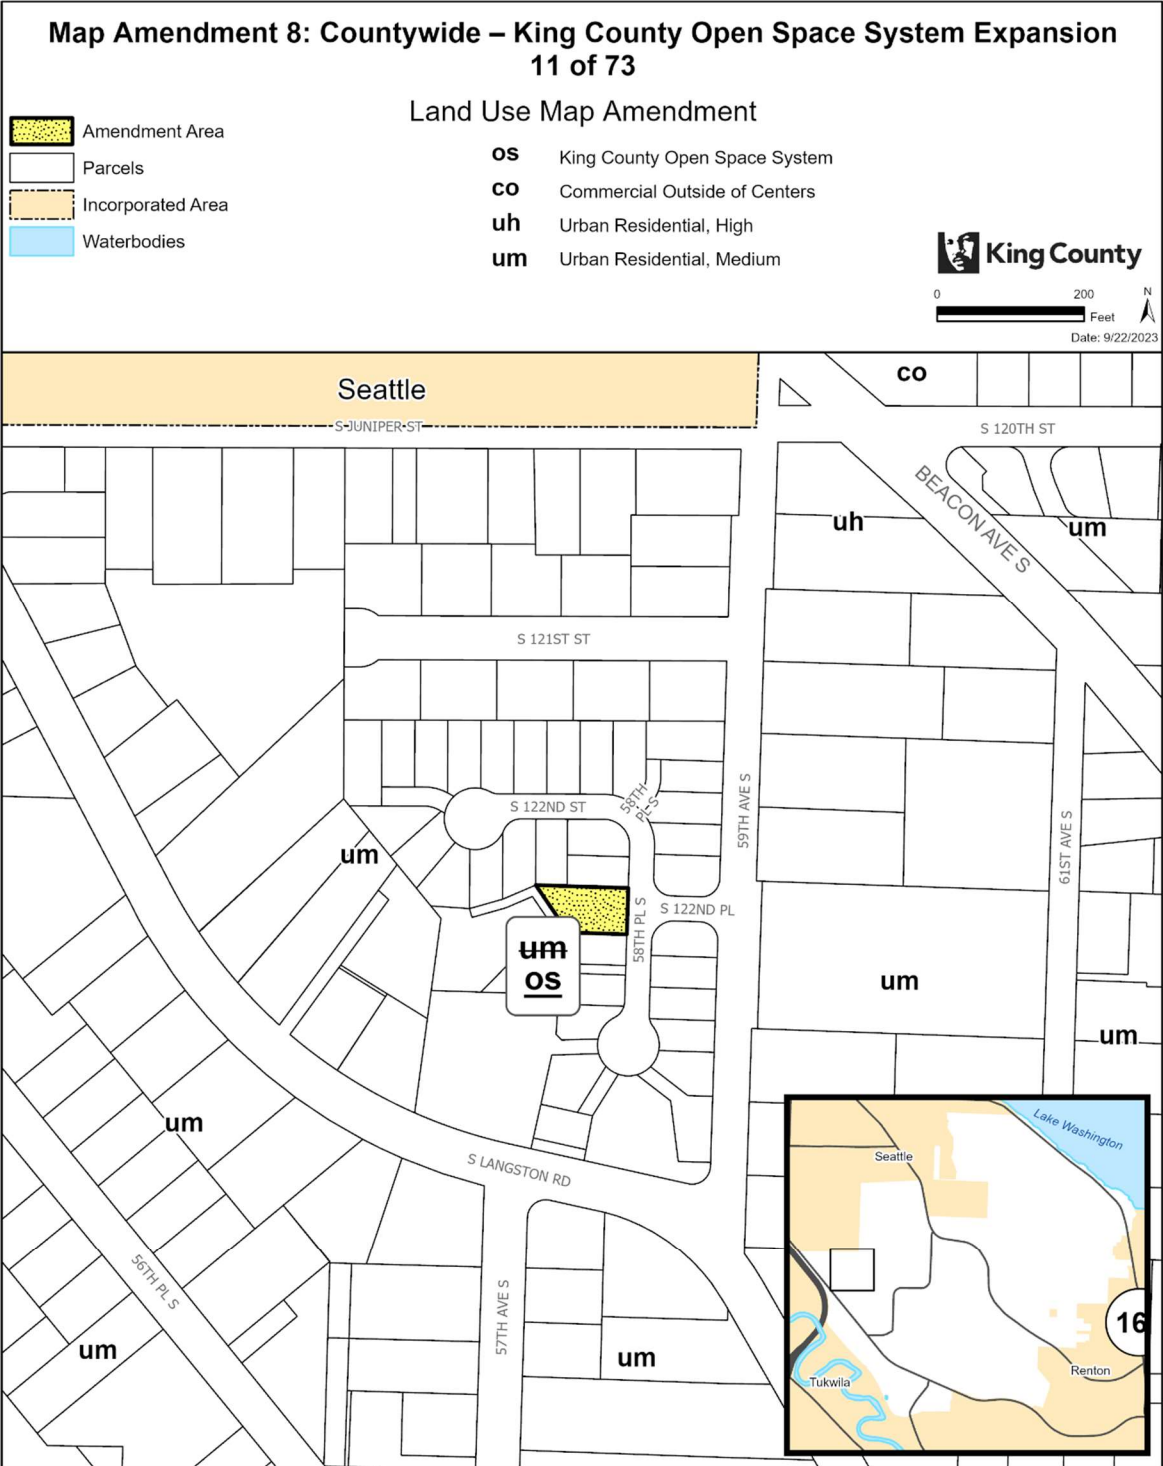 Map Amendment 8: Countywide – King County Open Space System Expansion
11 of 73
Land Use Map Amendment
Amendment Area
Parcels
Incorporated Area
Waterbodies
os King County Open Space System
co Commercial Outside of Centers
uh Urban Residential, High
um Urban Residential, Medium
King County
0 200
Feet
N
Date: 9/22/2023
Seattle
S JUNIPER ST
co
S 120TH ST
BEACON AVE S
uh
um
S 121ST ST
S 122ND ST
58TH
PL S
59TH AVE S
61ST AVE S
um
S 122ND PL
58TH PL S
um
os
um
um
um
S LANGSTON RD
56TH PL S
57TH AVE S
um
um
Lake Washington
Seattle
16
Renton
Tukwila